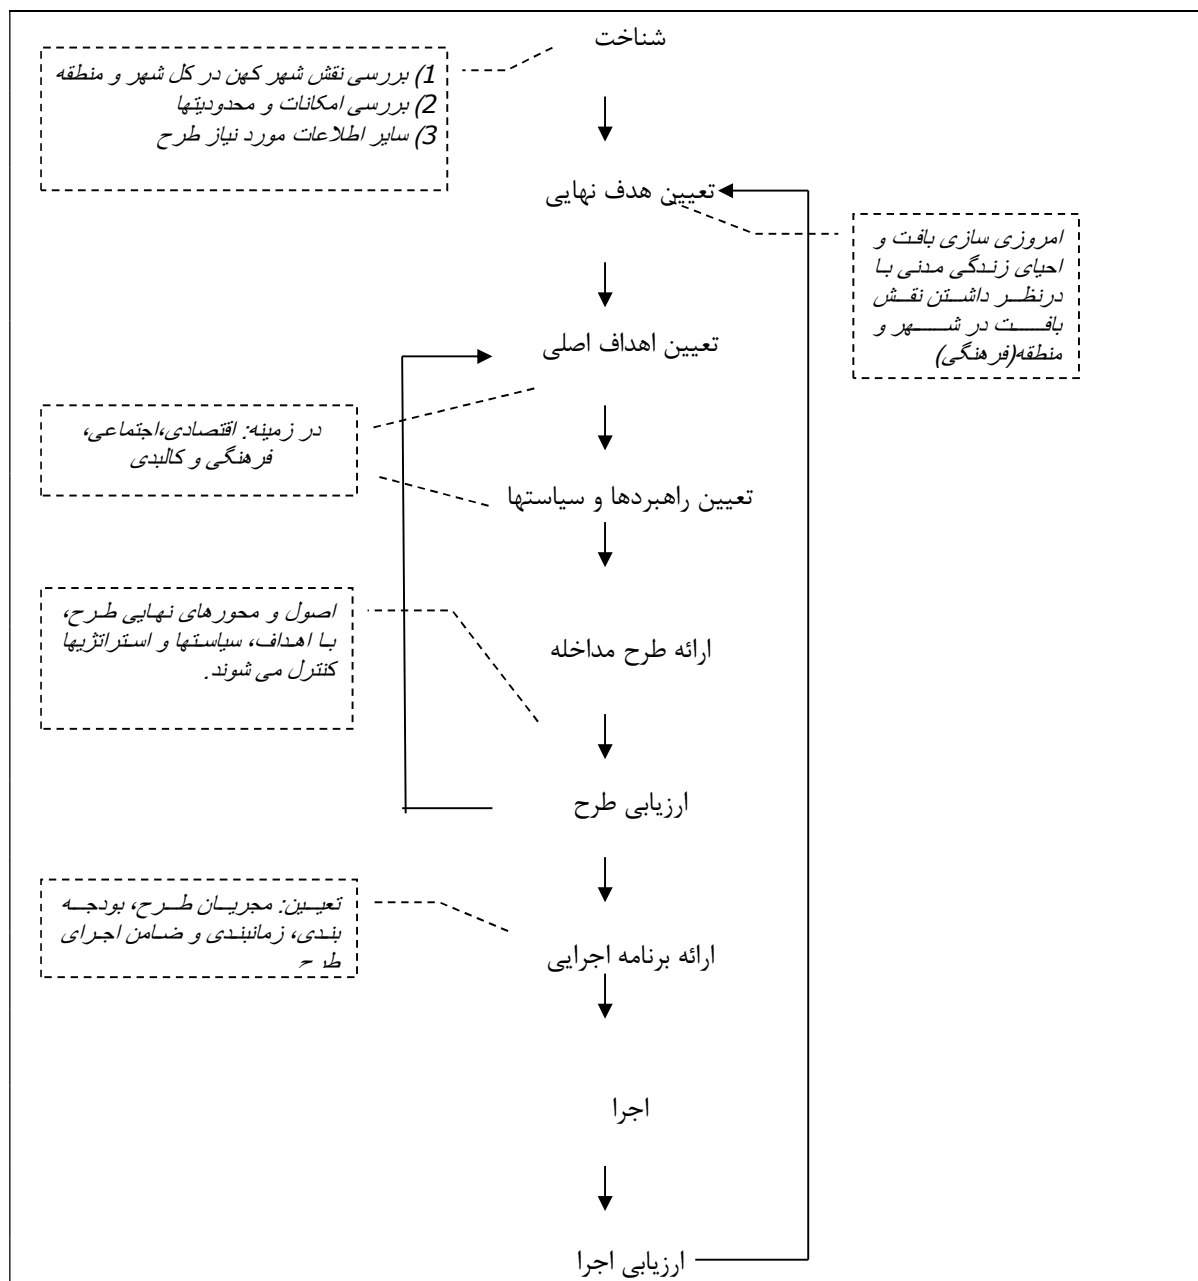 شناخت
1) بررسی نقش شهر کهن در کل شهر و منطقه
2) بررسی امکانات و محدودیتها
3) سایر اطلاعات مورد نیاز طرح
تعیین هدف نهایی
امروزی سازی بافت و
احیای زندگی مدنی با
درنظر داشتن نقش
بافت در شهر و
منطقه(فرهنگی)
تعیین اهداف اصلی
در زمینه: اقتصادی،اجتماعی،
فرهنگی و کالبدی
تعیین راهبردها و سیاستها
اصول و محورهای نهایی طرح،
با اهداف، سیاستها و استراتژیها
کنترل می شوند.
ارائه طرح مداخله
ارزیابی طرح
تعیین: مجریان طرح، بودجه
بندی، زمانبندی و ضامن اجرای
طرح
ارائه برنامه اجرایی
اجرا
ارزیابی اجرا